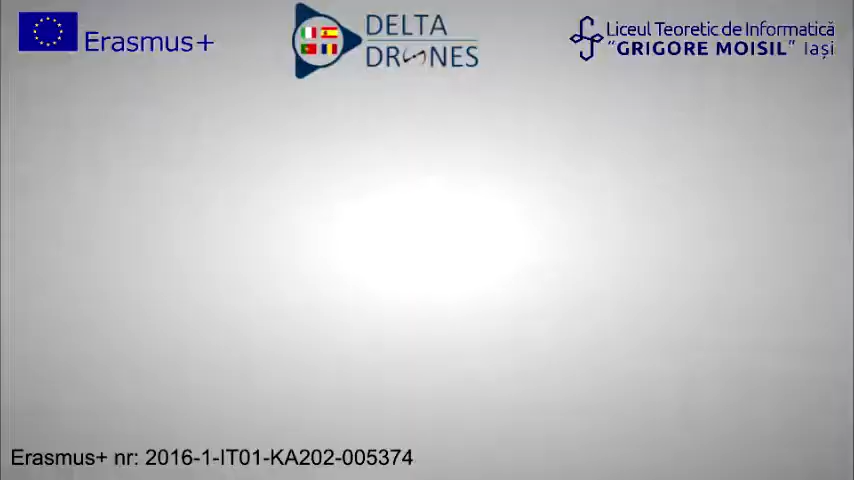 Erasmus+
DELTA
DRONES
Liceul Teoretic de Informatică
“GRIGORE MOISIL” Iași
Erasmus+ nr: 2016-1-IT01-KA202-005374